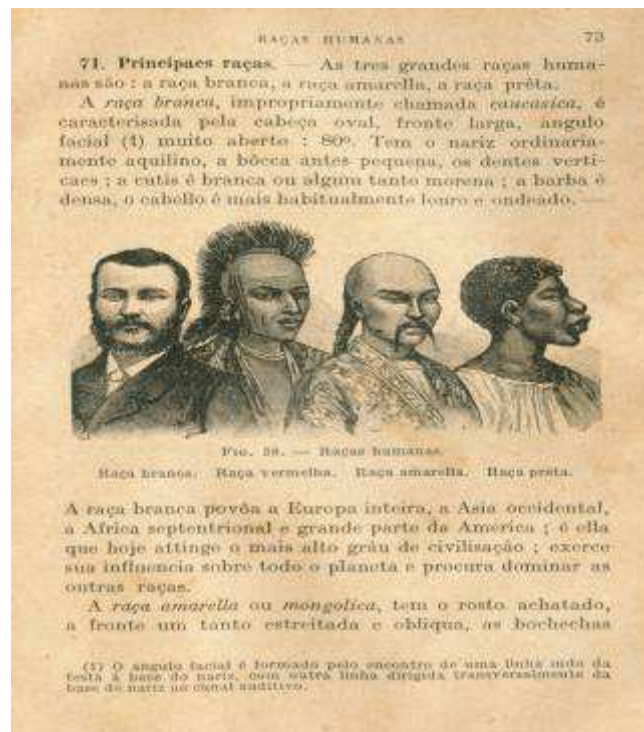 RAÇAS HUMANAS 73
71. Principaes raças. — As tres grandes raças huma-
nas são : a raça branca, a raça amarella, a raça prêta.
A raça branca, impropriamente chamada caucasica, é
caracterisada pela cabeça oval, fronte larga, angulo
facial (1) muito aberto : 80º. Tem o nariz ordinaria-
mente aquilino, a bôcca antes pequena, os dentes verti-
caes ; a cutis é branca ou algum tanto morena ; a barba é
densa, o cabello é mais habitualmente louro e ondeado. —
FIG. 38. — Raças humanas.
Raça branca. Raça vermelha. Raça amarella. Raça preta.
A raça branca povôa a Europa inteira, a Asia occidental,
a Africa septentrional e grande parte da America ; é ella
que hoje attinge o mais alto gráu de civilisação ; exerce
sua influencia sobre todo o planeta e procura dominar as
outras raças.
A raça amarella ou mongolica, tem o rosto achatado,
a fronte um tanto estreitada e obliqua, as bochechas
(1) O angulo facial é formado pelo encontro de uma linha da
testa à base do nariz, com outra linha dirigida transversalmente da
base do nariz ao canal auditivo.